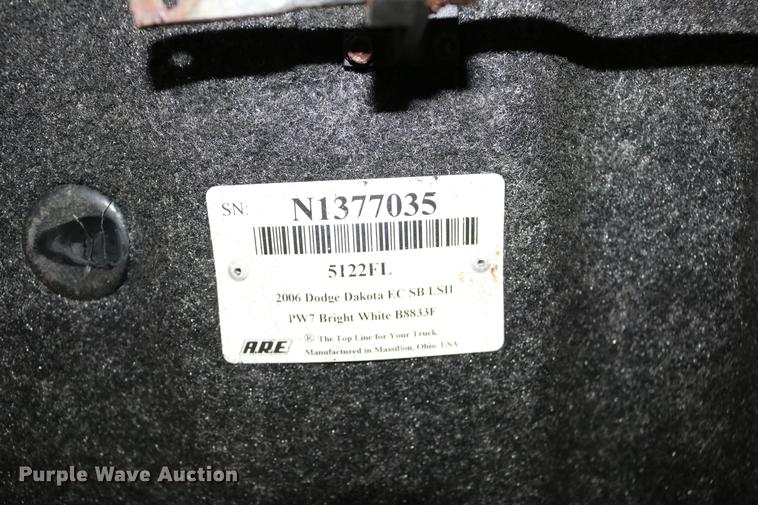 SN: N1377035
5122FL
2006 Dodge Dakota EC SB LSII
PW7 Bright White B8833F
A.R.E. ® The Top Line for Your Truck.
Manufactured in Massillon, Ohio, USA
Purple Wave Auction